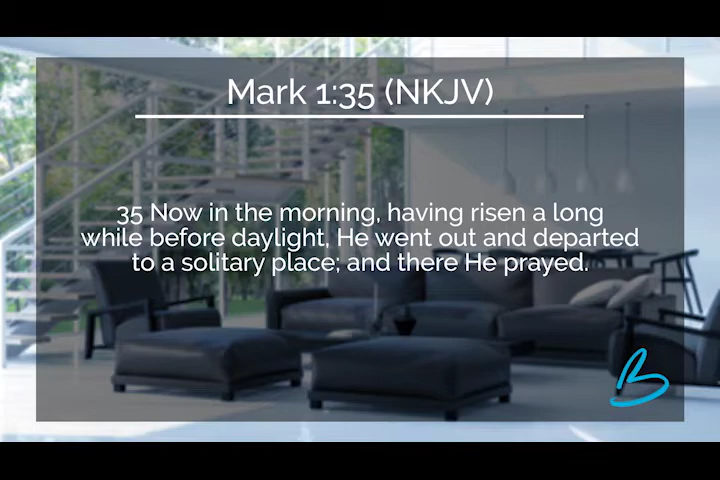 Mark 1:35 (NKJV)
35 Now in the morning, having risen a long
while before daylight, He went out and departed
to a solitary place; and there He prayed.